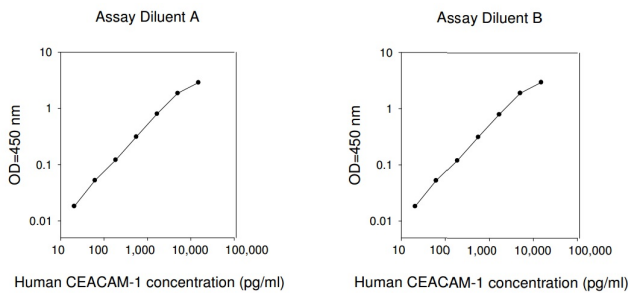 Assay Diluent A
10
1
0.1
0.01
OD=450 nm
10 100 1,000 10,000 100,000
Human CEACAM-1 concentration (pg/ml)
Assay Diluent B
10
1
0.1
0.01
OD=450 nm
10 100 1,000 10,000 100,000
Human CEACAM-1 concentration (pg/ml)